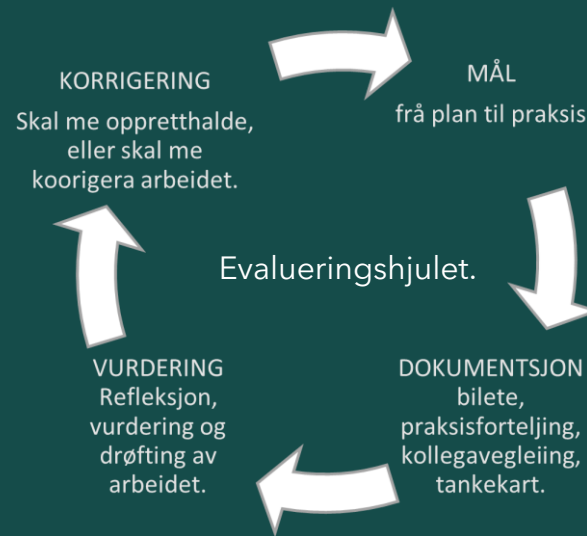 KORRIGERING
Skal me oppretthalde,
eller skal me
koorigera arbeidet.
MÅL
frå plan til praksis
Evalueringshjulet.
VURDERING
Refleksjon,
vurdering og
drøfting av
arbeidet.
DOKUMENTSJON
bilete,
praksisforteljing,
kollegavegleiing,
tankekart.